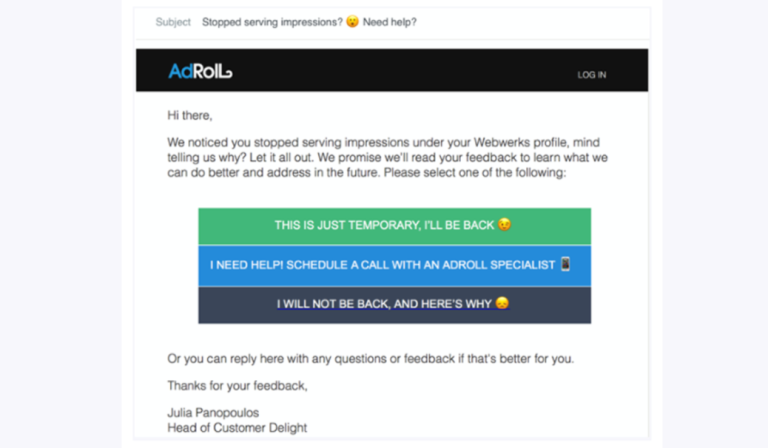 Subject Stopped serving impressions? 😮 Need help?
AdRoll
LOG IN
Hi there,
We noticed you stopped serving impressions under your Webwerks profile, mind
telling us why? Let it all out. We promise we'll read your feedback to learn what we
can do better and address in the future. Please select one of the following:
THIS IS JUST TEMPORARY, I'LL BE BACK 😉
I NEED HELP! SCHEDULE A CALL WITH AN ADROLL SPECIALIST 📱
I WILL NOT BE BACK, AND HERE'S WHY 😞
Or you can reply here with any questions or feedback if that's better for you.
Thanks for your feedback,
Julia Panopoulos
Head of Customer Delight